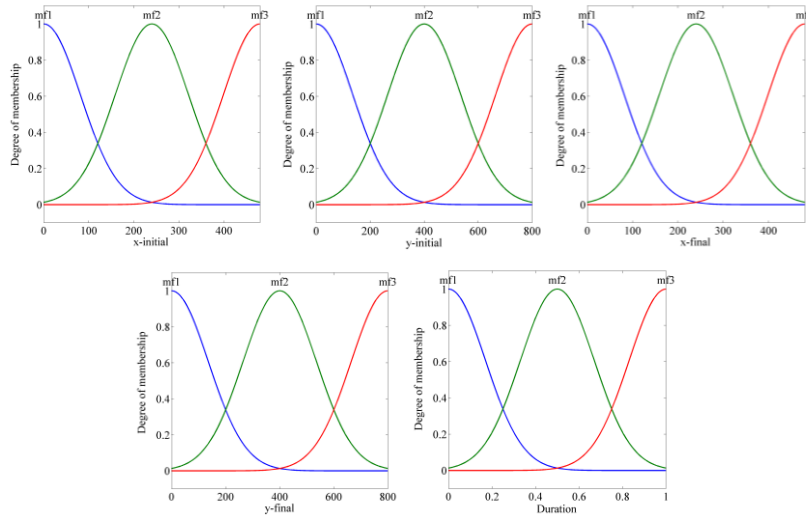 mf1 mf2 mf3
Degree of membership
1
0.8
0.6
0.4
0.2
0
0 100 200 300 400
x-initial
mf1 mf2 mf3
Degree of membership
1
0.8
0.6
0.4
0.2
0
0 200 400 600 800
y-initial
mf1 mf2 mf
Degree of membership
1
0.8
0.6
0.4
0.2
0
0 100 200 300 400
x-final
mf1 mf2 mf3
Degree of membership
1
0.8
0.6
0.4
0.2
0
0 200 400 600 800
y-final
mf1 mf2 mf3
Degree of membership
1
0.8
0.6
0.4
0.2
0
0 0.2 0.4 0.6 0.8 1
Duration